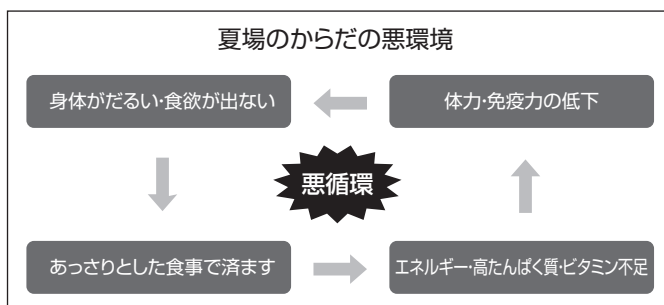 夏場のからだの悪環境
身体がだるい・食欲が出ない
体力・免疫力の低下
悪循環
あっさりとした食事で済ます
エネルギー・高たんぱく質・ビタミン不足